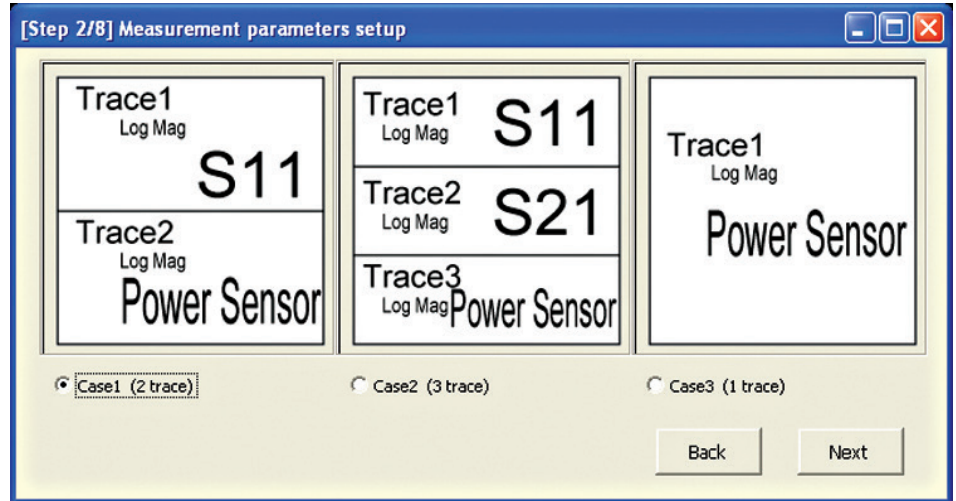 [Step 2/8] Measurement parameters setup
Trace1
Log Mag
S11
Trace2
Log Mag
Power Sensor
Trace1
Log Mag
S11
Trace2
Log Mag
S21
Trace3
Log Mag
Power Sensor
Trace1
Log Mag
Power Sensor
Case1 (2 trace)
Case2 (3 trace)
Case3 (1 trace)
Back
Next